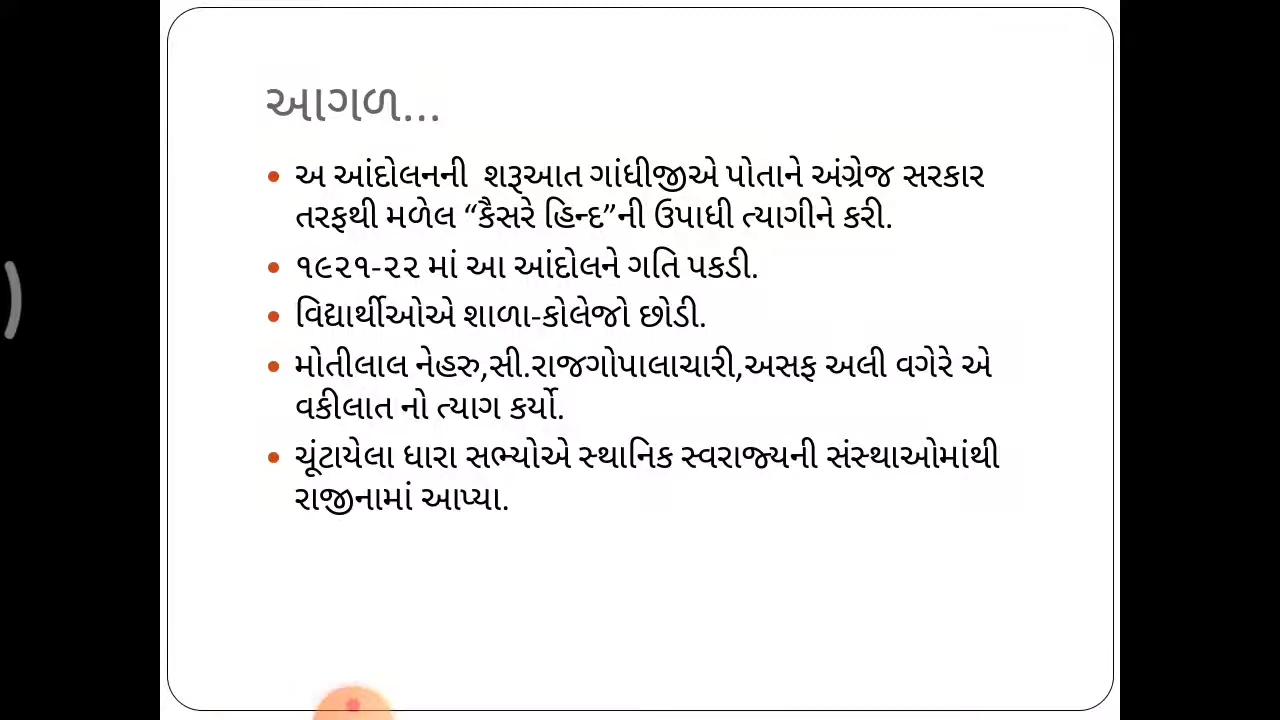 આગળ...
• અ આંદોલનની શરૂઆત ગાંધીજીએ પોતાને અંગ્રેજ સરકાર
તરફથી મળેલ “કૈસરે હિન્દ”ની ઉપાધી ત્યાગીને કરી.
• ૧૯૨૧-૨૨ માં આ આંદોલને ગતિ પકડી.
• વિદ્યાર્થીઓએ શાળા-કોલેજો છોડી.
• મોતીલાલ નેહરુ,સી.રાજગોપાલાચારી,અસફ અલી વગેરે એ
વકીલાત નો ત્યાગ કર્યો.
• ચૂંટાયેલા ધારા સભ્યોએ સ્થાનિક સ્વરાજ્યની સંસ્થાઓમાંથી
રાજીનામાં આપ્યા.